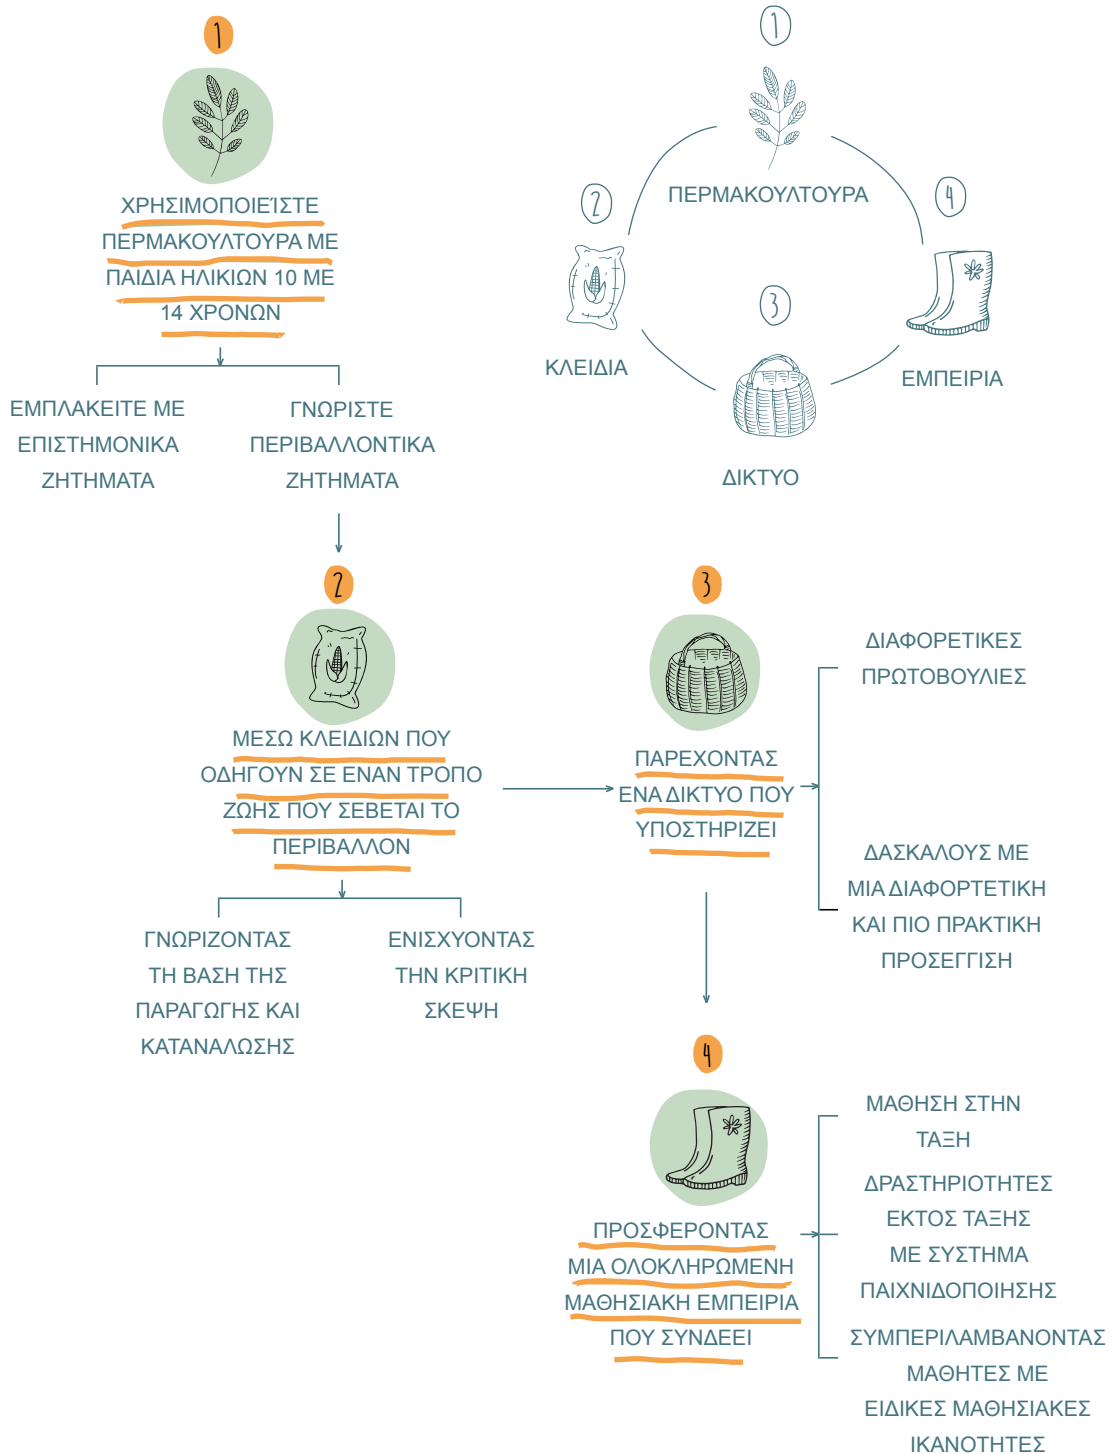 1
ΧΡΗΣΙΜΟΠΟΙΕΊΣΤΕ
ΠΕΡΜΑΚΟΥΛΤΟΥΡΑ ΜΕ
ΠΑΙΔΙΑ ΗΛΙΚΙΩΝ 10 ΜΕ
14 ΧΡΟΝΩΝ
ΕΜΠΛΑΚΕΙΤΕ ΜΕ
ΕΠΙΣΤΗΜΟΝΙΚΑ
ΖΗΤΗΜΑΤΑ
ΓΝΩΡΙΣΤΕ
ΠΕΡΙΒΑΛΛΟΝΤΙΚΑ
ΖΗΤΗΜΑΤΑ
1
ΠΕΡΜΑΚΟΥΛΤΟΥΡΑ
2
ΚΛΕΙΔΙΑ
3
ΔΙΚΤΥΟ
4
ΕΜΠΕΙΡΙΑ
2
ΜΕΣΩ ΚΛΕΙΔΙΩΝ ΠΟΥ
ΟΔΗΓΟΥΝ ΣΕ ΕΝΑΝ ΤΡΟΠΟ
ΖΩΗΣ ΠΟΥ ΣΕΒΕΤΑΙ ΤΟ
ΠΕΡΙΒΑΛΛΟΝ
ΓΝΩΡΙΖΟΝΤΑΣ
ΤΗ ΒΑΣΗ ΤΗΣ
ΠΑΡΑΓΩΓΗΣ ΚΑΙ
ΚΑΤΑΝΑΛΩΣΗΣ
ΕΝΙΣΧΥΟΝΤΑΣ
ΤΗΝ ΚΡΙΤΙΚΗ
ΣΚΕΨΗ
3
ΠΑΡΕΧΟΝΤΑΣ
ΕΝΑ ΔΙΚΤΥΟ ΠΟΥ
ΥΠΟΣΤΗΡΙΖΕΙ
ΔΙΑΦΟΡΕΤΙΚΕΣ
ΠΡΩΤΟΒΟΥΛΙΕΣ
ΔΑΣΚΑΛΟΥΣ ΜΕ
ΜΙΑ ΔΙΑΦΟΡΤΕΤΙΚΗ
ΚΑΙ ΠΙΟ ΠΡΑΚΤΙΚΗ
ΠΡΟΣΕΓΓΙΣΗ
4
ΠΡΟΣΦΕΡΟΝΤΑΣ
ΜΙΑ ΟΛΟΚΛΗΡΩΜΕΝΗ
ΜΑΘΗΣΙΑΚΗ ΕΜΠΕΙΡΙΑ
ΠΟΥ ΣΥΝΔΕΕΙ
ΜΑΘΗΣΗ ΣΤΗΝ
ΤΑΞΗ
ΔΡΑΣΤΗΡΙΟΤΗΤΕΣ
ΕΚΤΟΣ ΤΑΞΗΣ
ΜΕ ΣΥΣΤΗΜΑ
ΠΑΙΧΝΙΔΟΠΟΙΗΣΗΣ
ΣΥΜΠΕΡΙΛΑΜΒΑΝΟΝΤΑΣ
ΜΑΘΗΤΕΣ ΜΕ
ΕΙΔΙΚΕΣ ΜΑΘΗΣΙΑΚΕΣ
ΙΚΑΝΟΤΗΤΕΣ